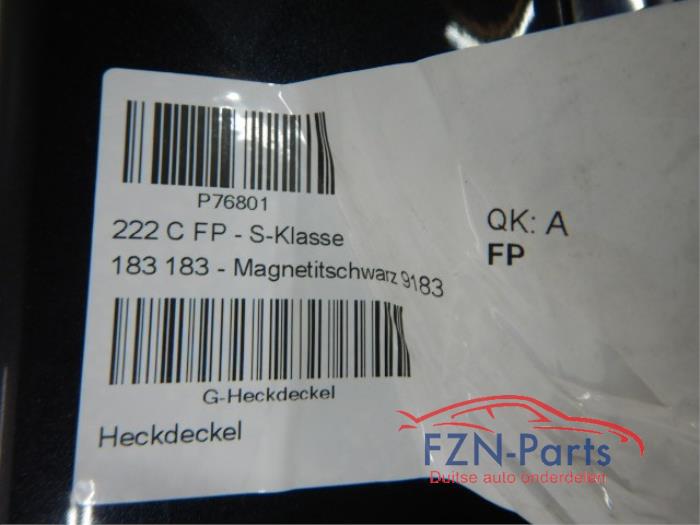 P76801
222 C FP - S-Klasse
183 183 - Magnetitschwarz 9183
G-Heckdeckel
Heckdeckel
QK: A
FP
FZN-Parts
Duitse auto onderdelen